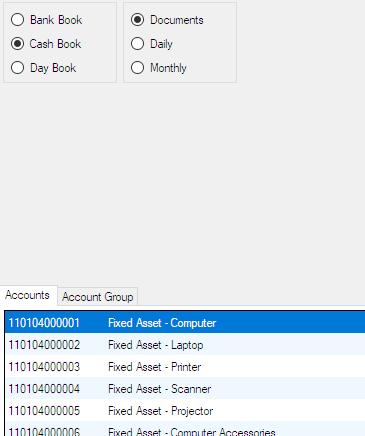 Bank Book
Cash Book
Day Book
Documents
Daily
Monthly
Accounts Account Group
110104000001 Fixed Asset - Computer
110104000002 Fixed Asset - Laptop
110104000003 Fixed Asset - Printer
110104000004 Fixed Asset - Scanner
110104000005 Fixed Asset - Projector
110104000006 Fixed Asset - Computer Accessories